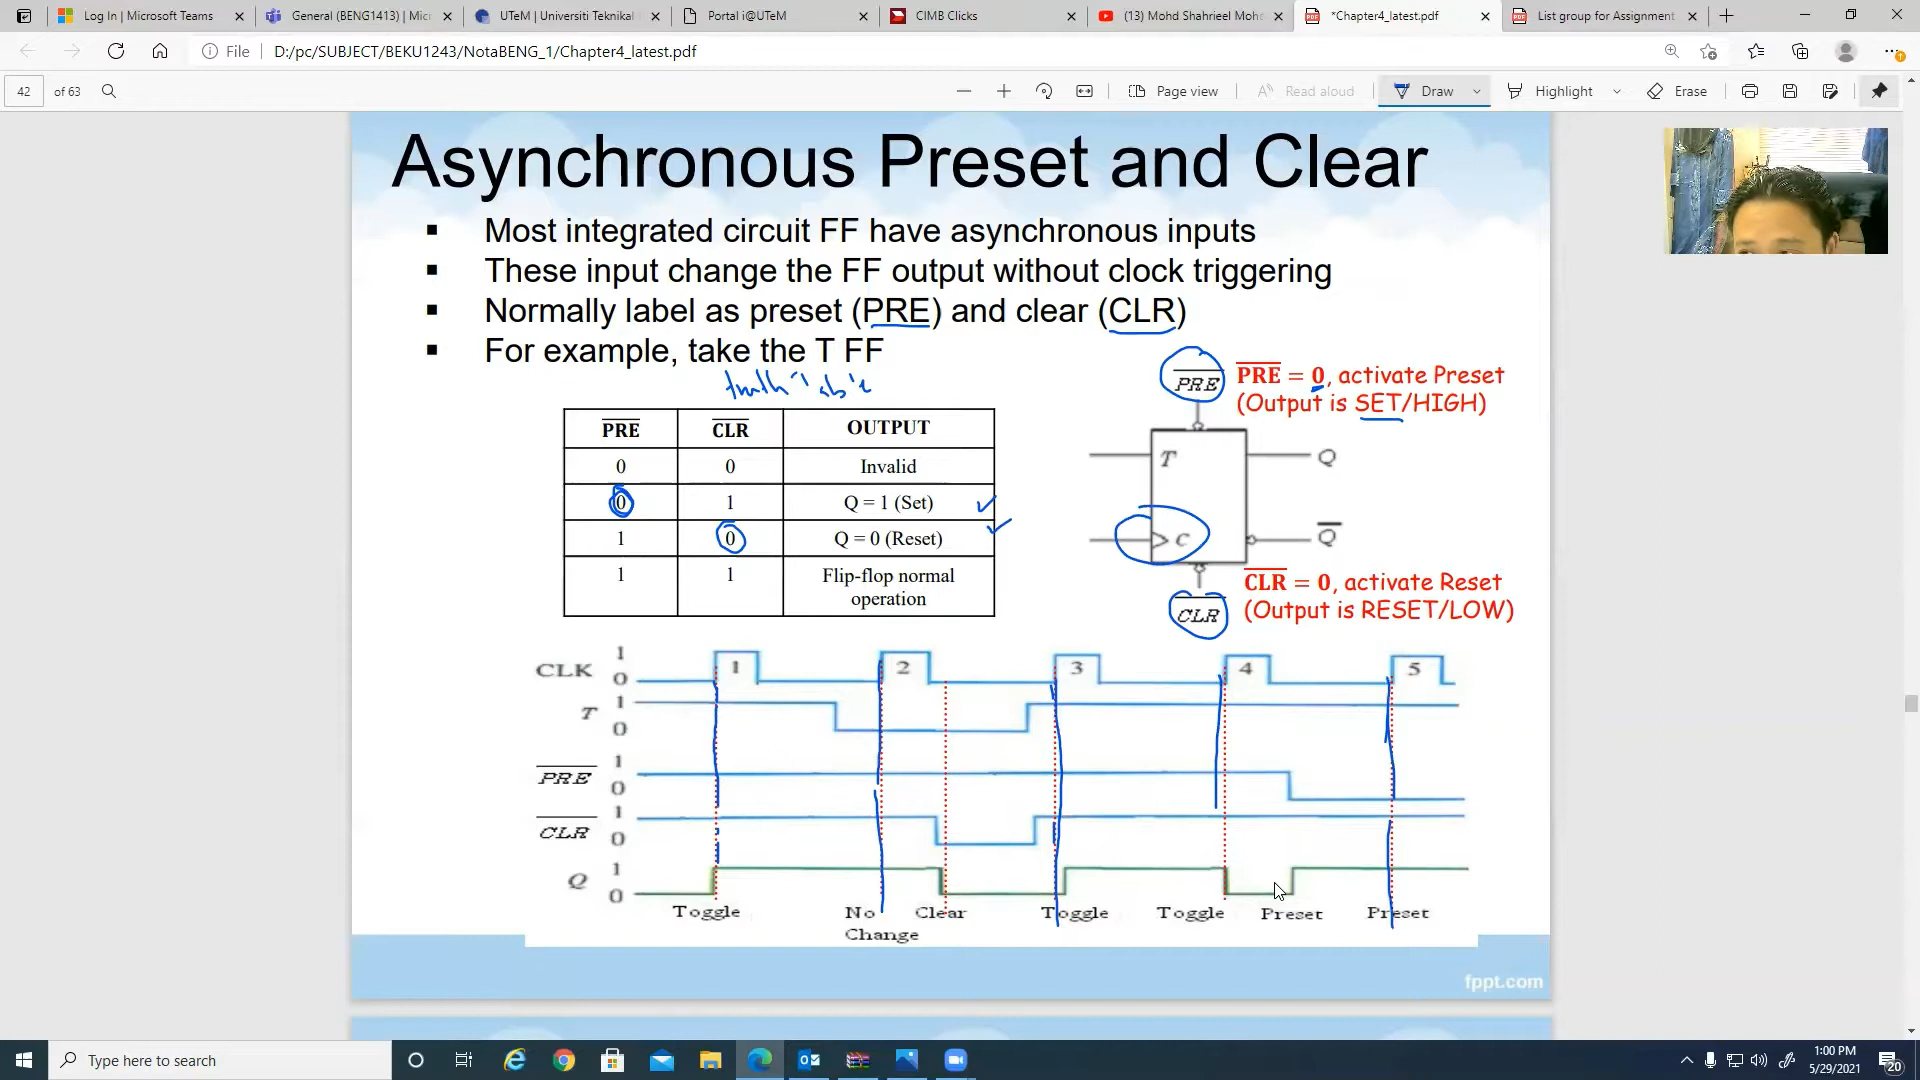 Log In | Microsoft Teams
General (BENG1413) | Mic
UTeM | Universiti Teknikal
Portal i@UTeM
CIMB Clicks
(13) Mohd Shahrieel Moha
*Chapter4_latest.pdf
List group for Assignment
File D:/pc/SUBJECT/BEKU1243/NotaBENG_1/Chapter4_latest.pdf
42 of 63
Page view
Read aloud
Draw
Highlight
Erase
Asynchronous Preset and Clear
▪ Most integrated circuit FF have asynchronous inputs
▪ These input change the FF output without clock triggering
▪ Normally label as preset (PRE) and clear (CLR)
▪ For example, take the T FF
PRE CLR OUTPUT
0 0 Invalid
0 1 Q = 1 (Set)
1 0 Q = 0 (Reset)
1 1 Flip-flop normal operation
PRE
PRE = 0, activate Preset
(Output is SET/HIGH)
T Q
C Q
CLR
CLR = 0, activate Reset
(Output is RESET/LOW)
CLK 1 0 1 2 3 4 5
T 1 0
PRE 1 0
CLR 1 0
Q 1 0
Toggle No Change Clear Toggle Toggle Preset Preset
fppt.com
Type here to search
1:00 PM
5/29/2021
20